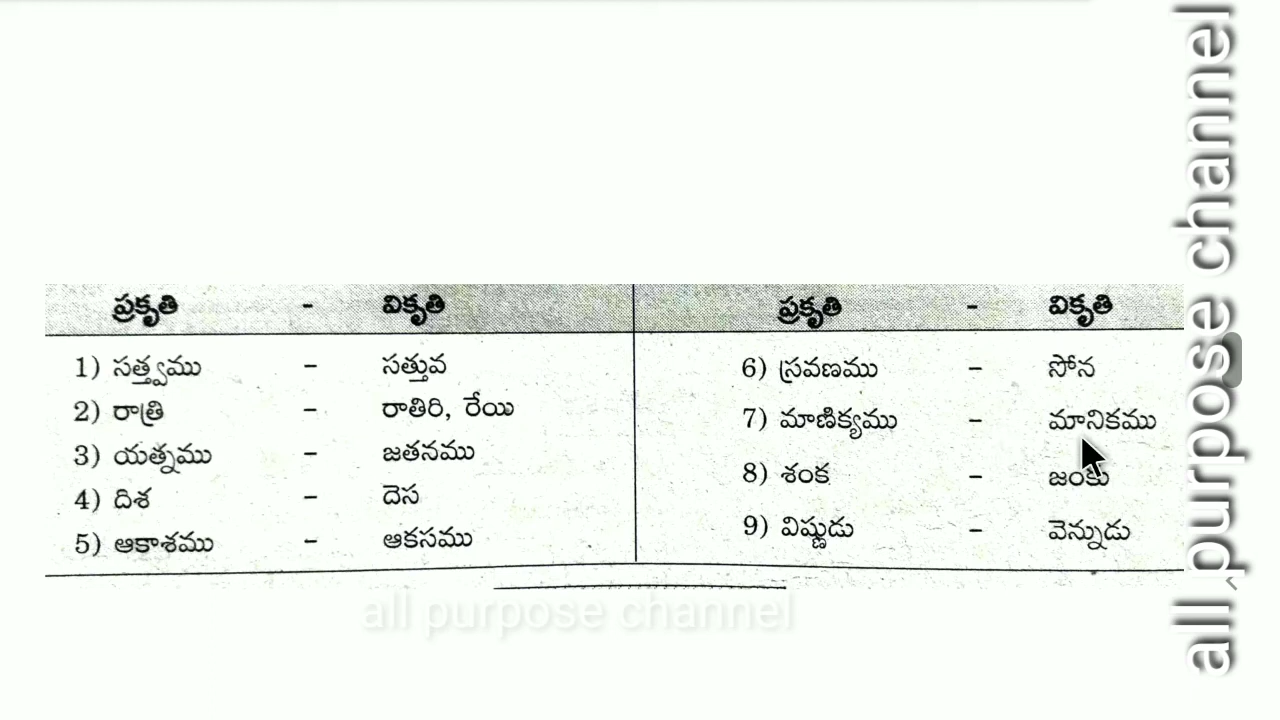 ప్రకృతి - వికృతి
1) సత్త్వము - సత్తువ
2) రాత్రి - రాతిరి, రేయి
3) యత్నము - జతనము
4) దిశ - దెస
5) ఆకాశము - ఆకసము
ప్రకృతి - వికృతి
6) స్రవణము - సోన
7) మాణిక్యము - మానికము
8) శంక - జంకు
9) విష్ణుడు - వెన్నుడు
all purpose channel
all purpose channel